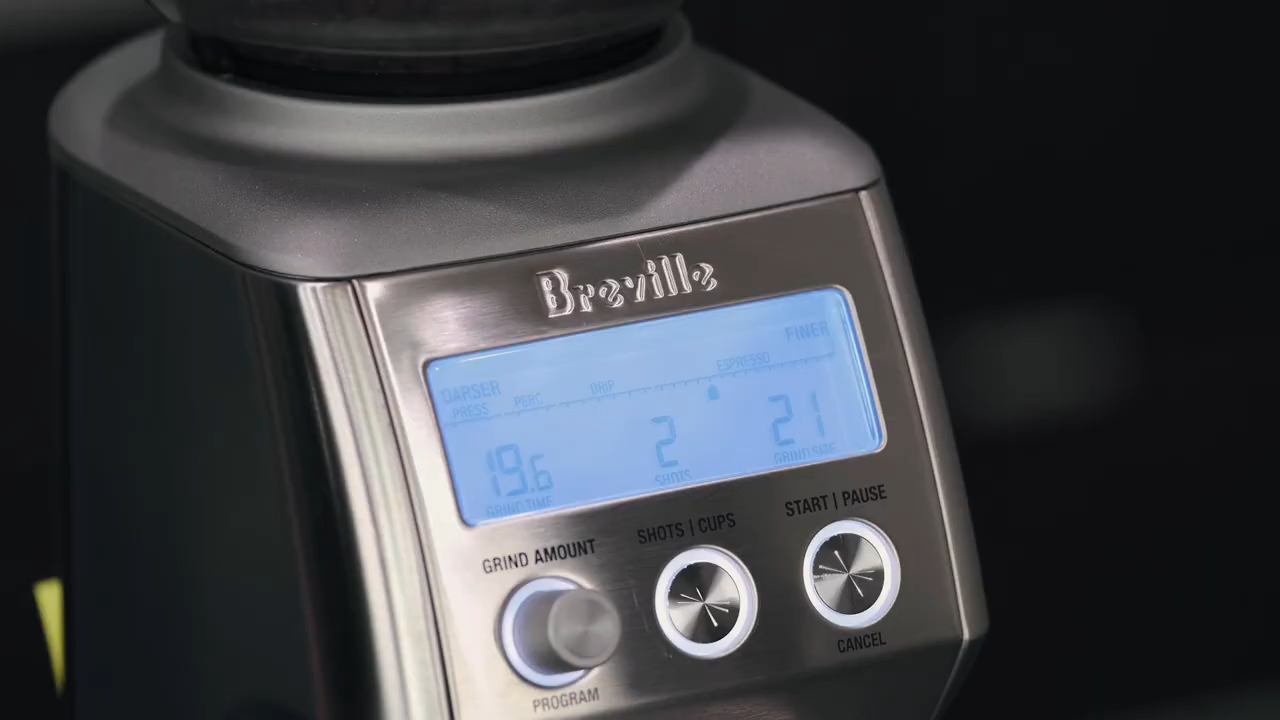 Breville
FINER
OARSER
PRESS PERC DRIP ESPRESSO
19.6 2 21
GRIND TIME SHOTS GRIND SIZE
GRIND AMOUNT SHOTS | CUPS START | PAUSE
PROGRAM CANCEL